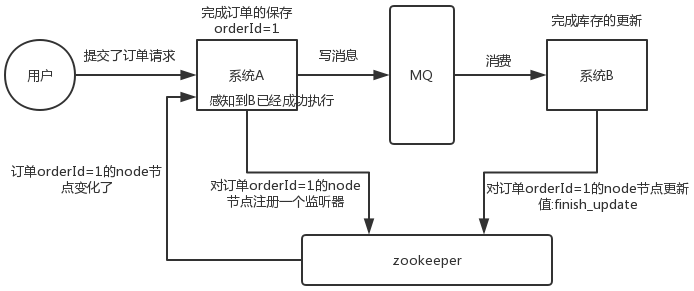 完成订单的保存
orderId=1
完成库存的更新
用户
提交了订单请求
系统A
写消息
MQ
消费
系统B
感知到B已经成功执行
订单orderId=1的node节
点变化了
对订单orderId=1的node
节点注册一个监听器
对订单orderId=1的node节点更新
值:finish_update
zookeeper